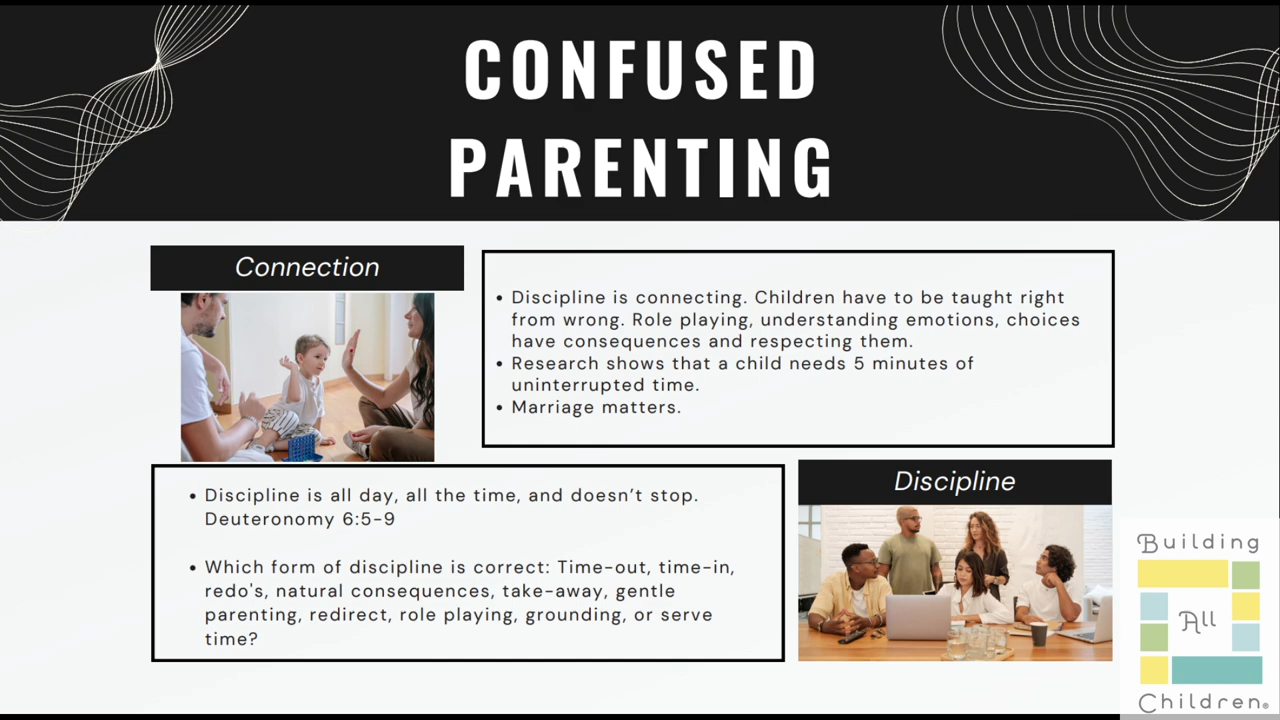 CONFUSED
PARENTING
Connection
• Discipline is connecting. Children have to be taught right
from wrong. Role playing, understanding emotions, choices
have consequences and respecting them.
• Research shows that a child needs 5 minutes of
uninterrupted time.
• Marriage matters.
• Discipline is all day, all the time, and doesn’t stop.
Deuteronomy 6:5-9
• Which form of discipline is correct: Time-out, time-in,
redo's, natural consequences, take-away, gentle
parenting, redirect, role playing, grounding, or serve
time?
Discipline
Building
All
Children®